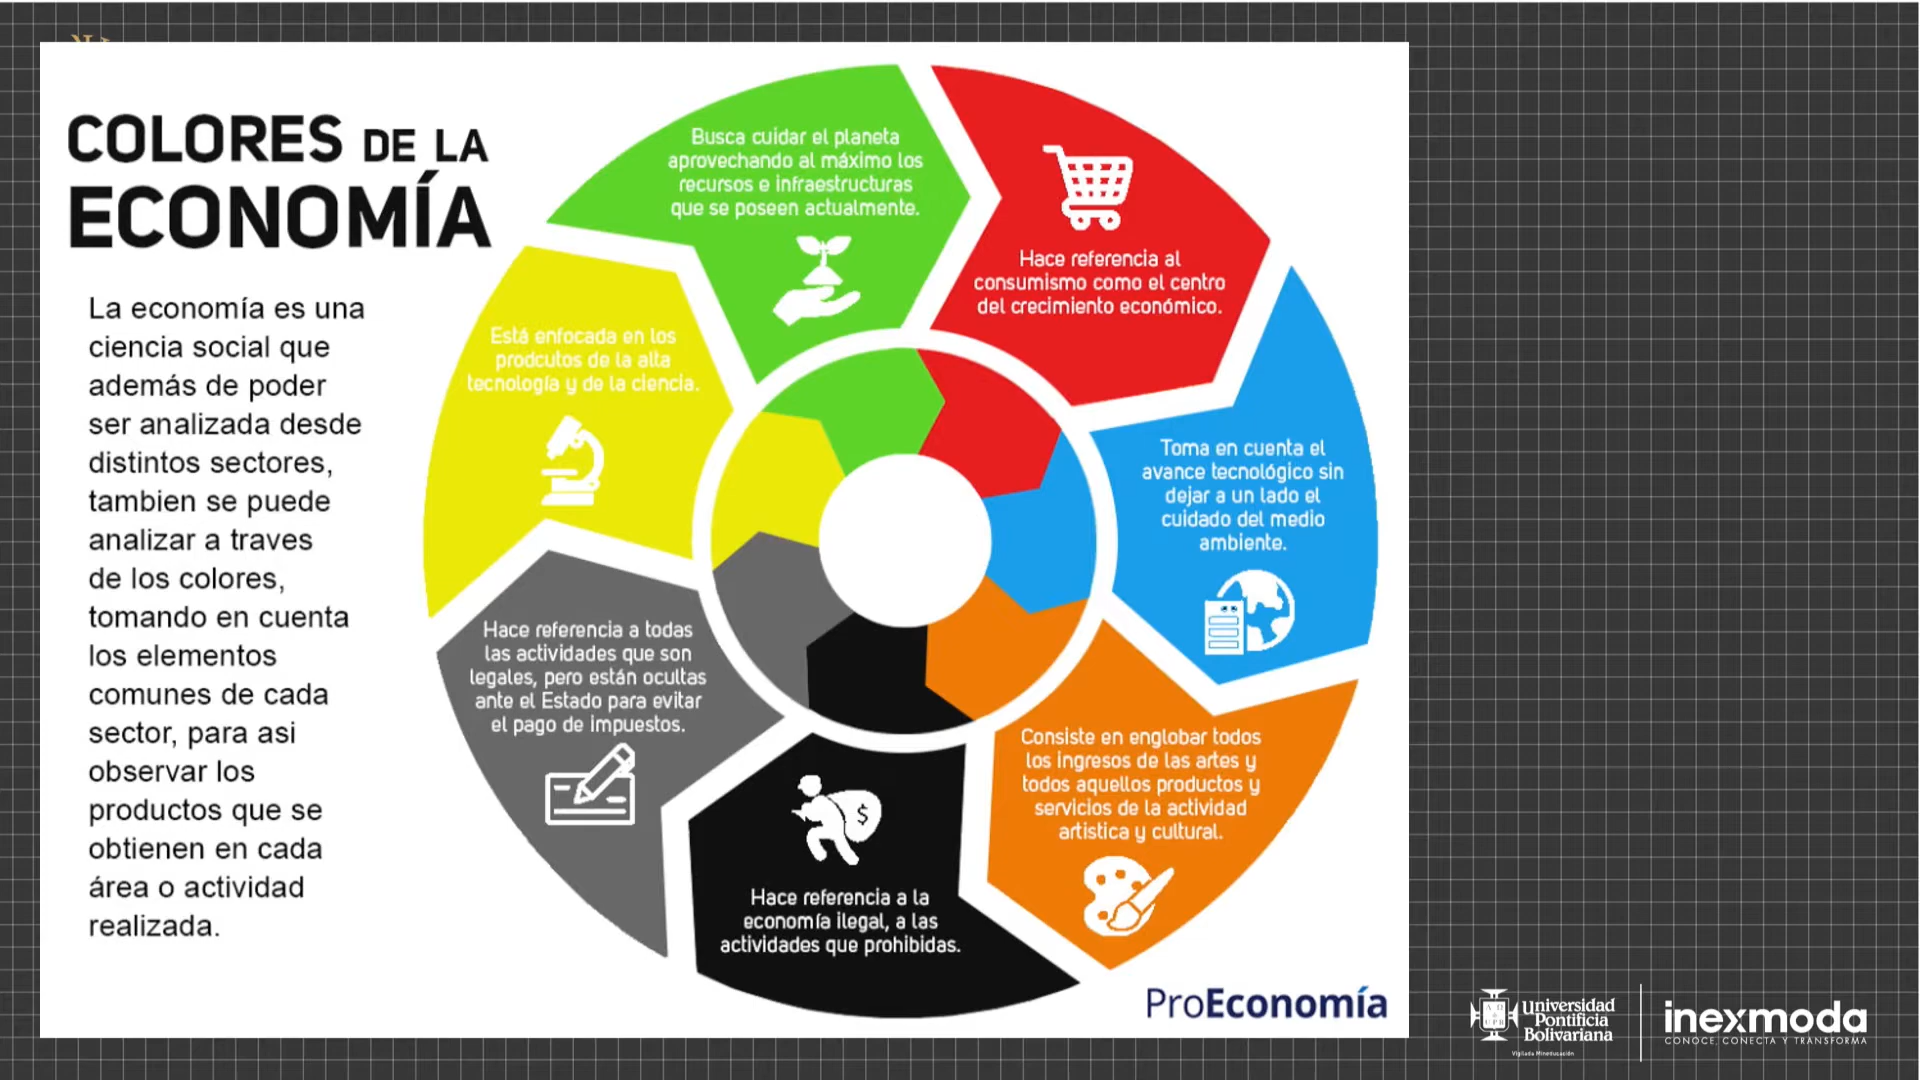 COLORES DE LA
ECONOMÍA
La economía es una
ciencia social que
además de poder
ser analizada desde
distintos sectores,
tambien se puede
analizar a traves
de los colores,
tomando en cuenta
los elementos
comunes de cada
sector, para asi
observar los
productos que se
obtienen en cada
área o actividad
realizada.
Busca cuidar el planeta
aprovechando al máximo los
recursos e infraestructuras
que se poseen actualmente.
Hace referencia al
consumismo como el centro
del crecimiento económico.
Toma en cuenta el
avance tecnológico sin
dejar a un lado el
cuidado del medio
ambiente.
Consiste en englobar todos
los ingresos de las artes y
todos aquellos productos y
servicios de la actividad
artistica y cultural.
$
Hace referencia a la
economía ilegal, a las
actividades que prohibidas.
Hace referencia a todas
las actividades que son
legales, pero están ocultas
ante el Estado para evitar
el pago de impuestos.
Está enfocada en los
prodcutos de la alta
tecnología y de la ciencia.
ProEconomía
Universidad
Pontificia
Bolivariana
Vigilada Mineducación
inexmoda
CONOCE, CONECTA Y TRANSFORMA